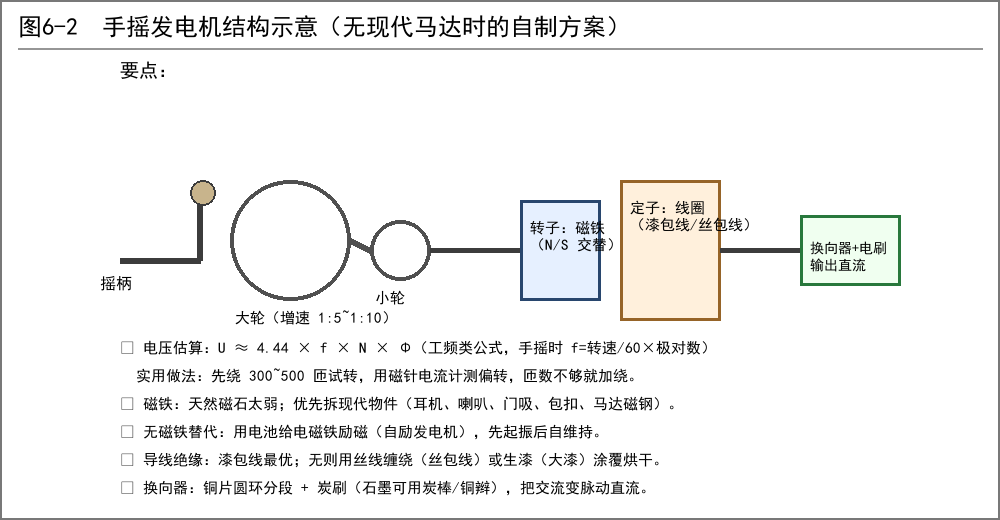 图6-2 手摇发电机结构示意（无现代马达时的自制方案）
要点：
摇柄
大轮（增速 1:5~1:10）
小轮
转子：磁铁
（N/S 交替）
定子：线圈
（漆包线/丝包线）
换向器+电刷
输出直流
□ 电压估算：U ≈ 4.44 × f × N × Φ（工频类公式，手摇时 f=转速/60×极对数）
实用做法：先绕 300~500 匝试转，用磁针电流计测偏转，匝数不够就加绕。
□ 磁铁：天然磁石太弱；优先拆现代物件（耳机、喇叭、门吸、包扣、马达磁钢）。
□ 无磁铁替代：用电池给电磁铁励磁（自励发电机），先起振后自维持。
□ 导线绝缘：漆包线最优；无则用丝线缠绕（丝包线）或生漆（大漆）涂覆烘干。
□ 换向器：铜片圆环分段 + 炭刷（石墨可用炭棒/铜辫），把交流变脉动直流。